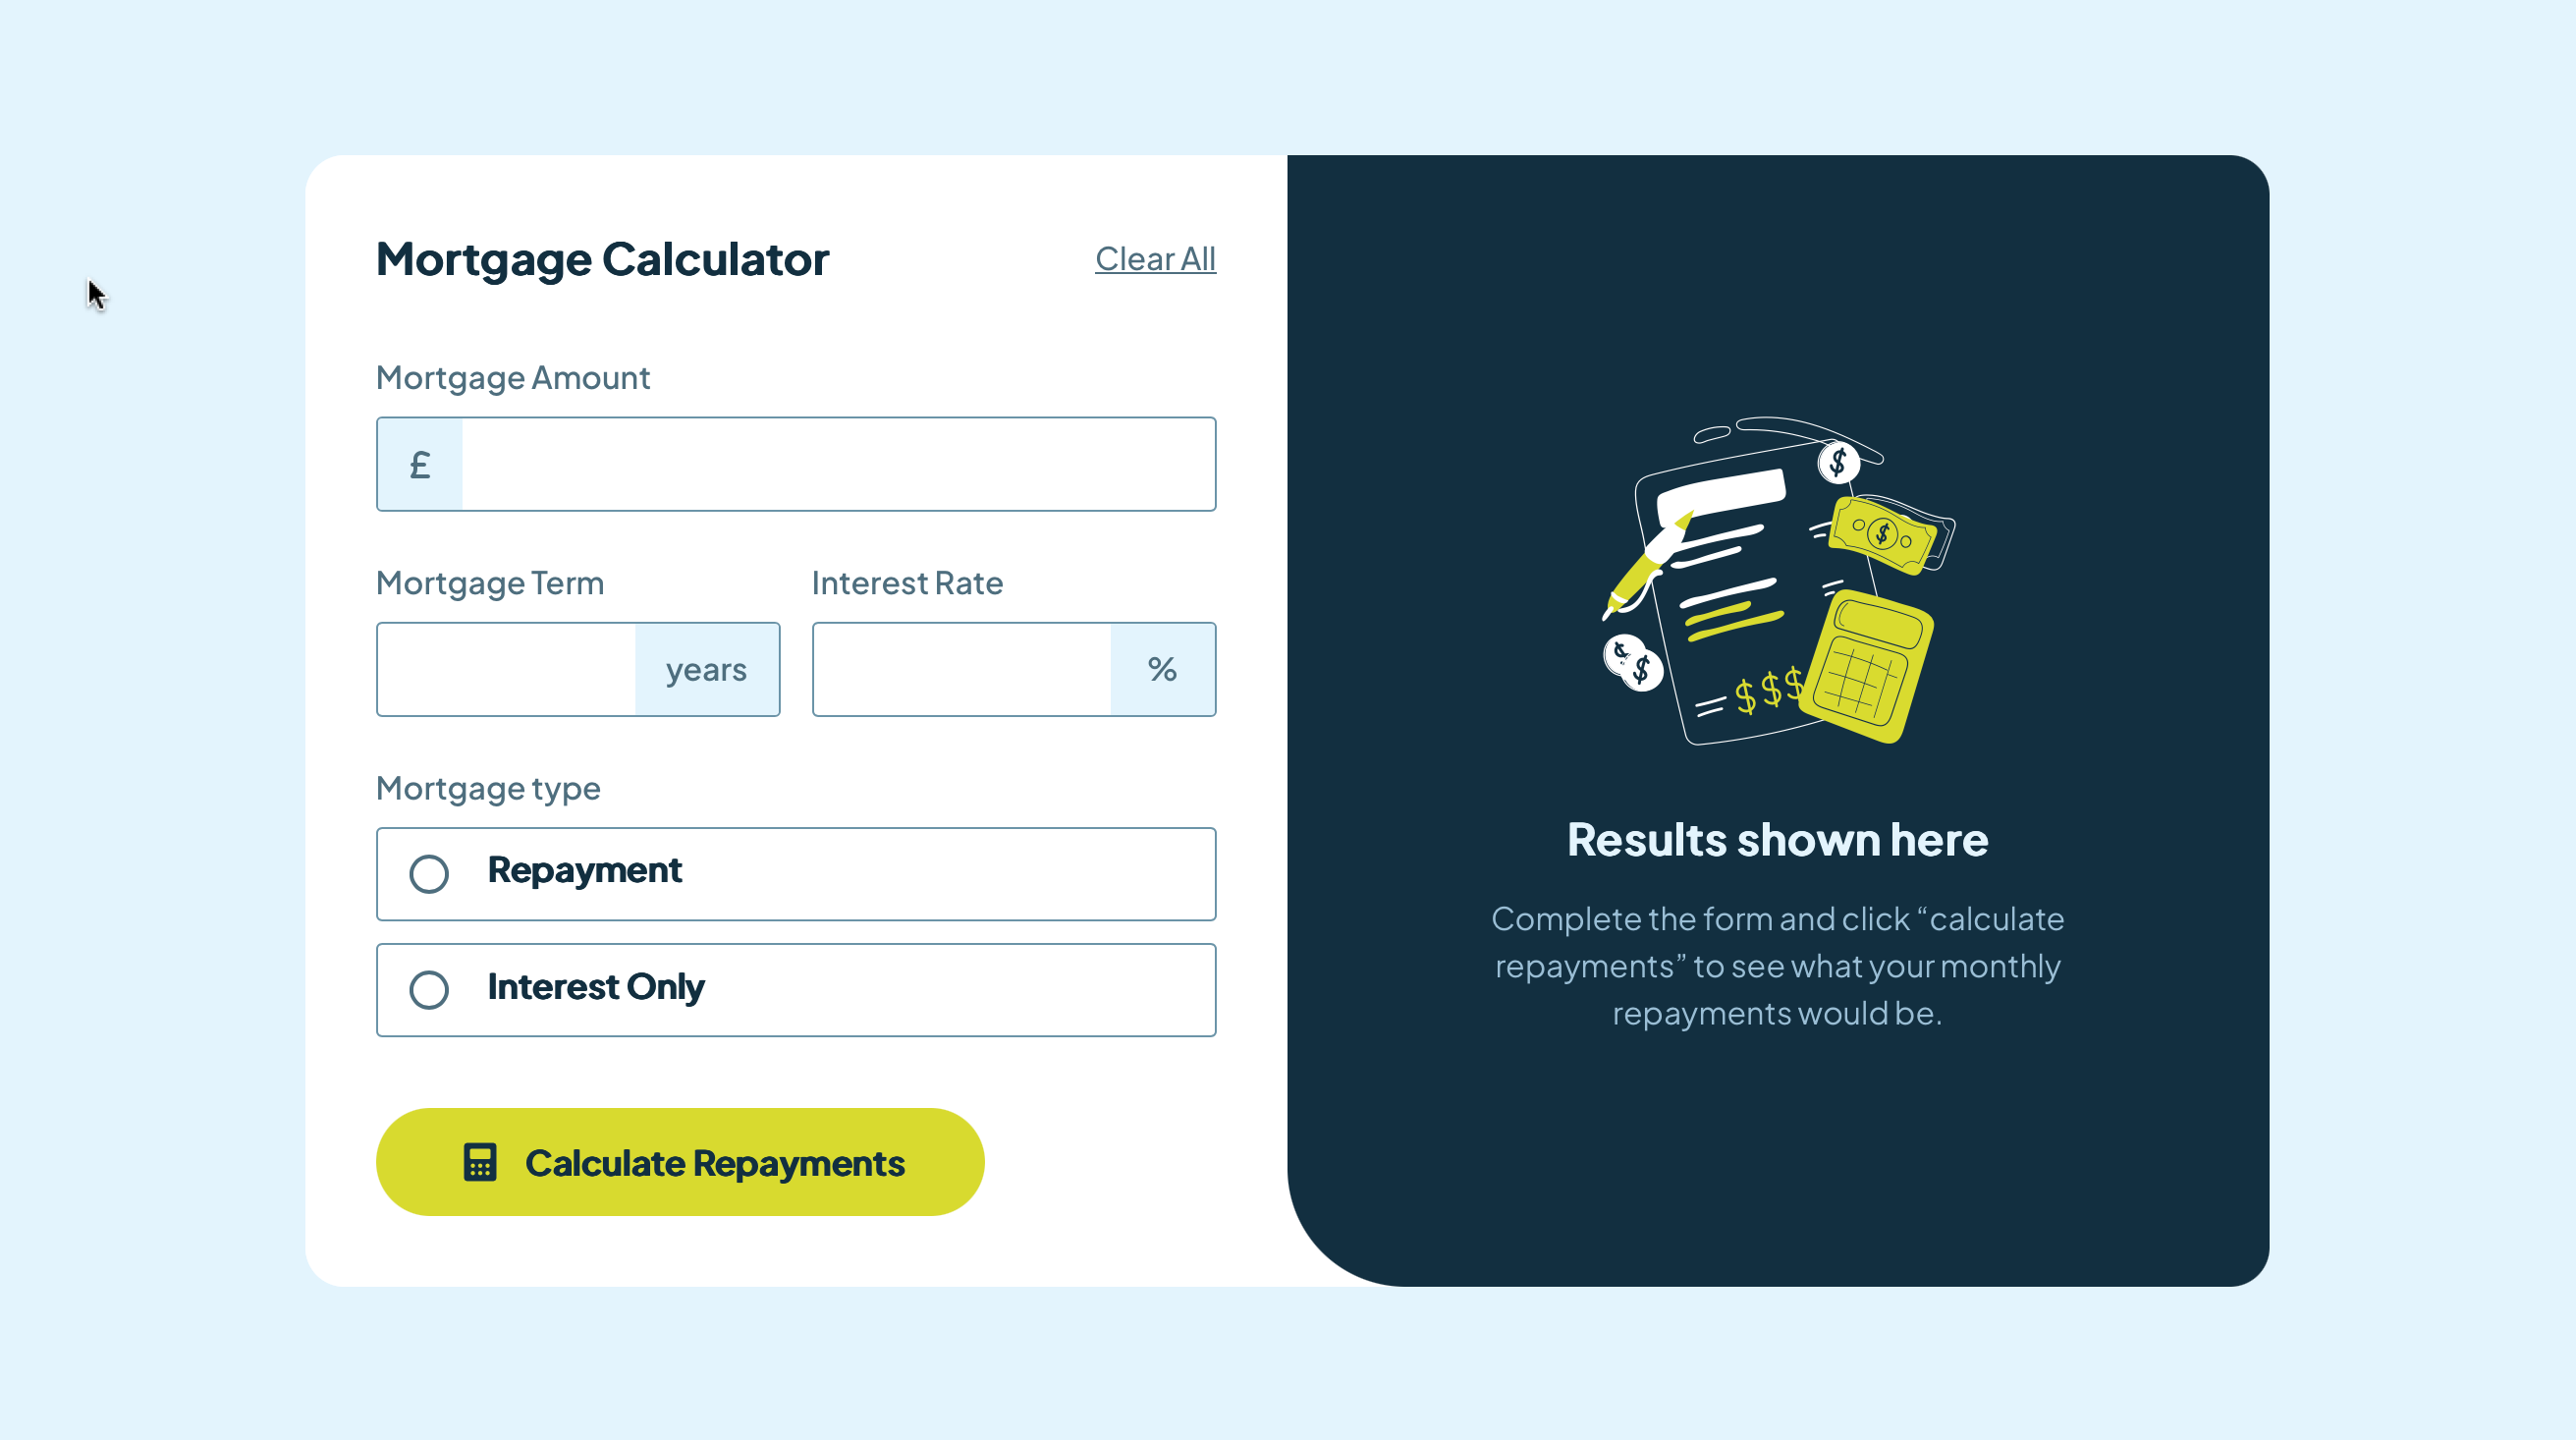 Mortgage Calculator
Clear All
Mortgage Amount
£
Mortgage Term
Interest Rate
years
%
Mortgage type
Repayment
Interest Only
Calculate Repayments
$
$
$ $
$$$
Results shown here
Complete the form and click “calculate
repayments” to see what your monthly
repayments would be.